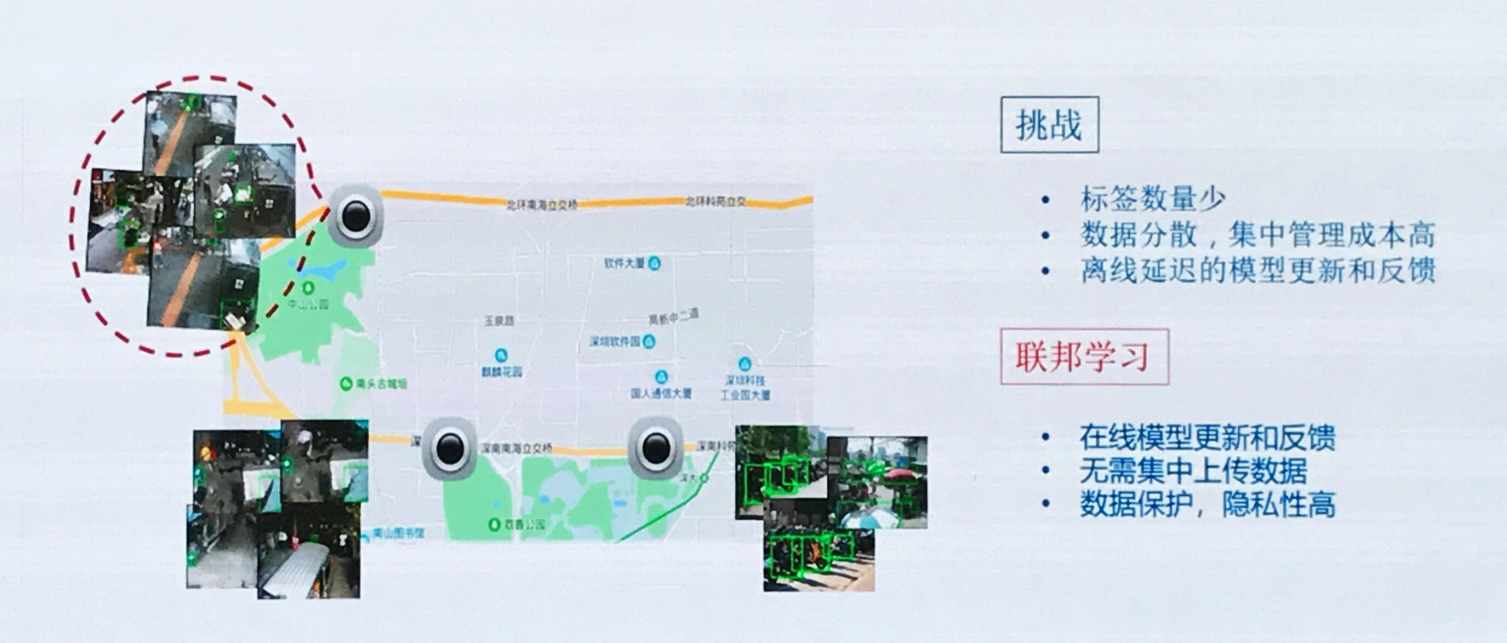 挑战
• 标签数量少
• 数据分散，集中管理成本高
• 离线延迟的模型更新和反馈
联邦学习
• 在线模型更新和反馈
• 无需集中上传数据
• 数据保护，隐私性高
北环南海立交桥
北环科苑立交
软件大厦
中山公园
玉泉路
高新中二道
深圳软件园
麒麟花园
南头古城垣
国人通信大厦
深圳科技
工业园大厦
深南南海立交桥
深南科苑
深大
荔香公园
南山图书馆